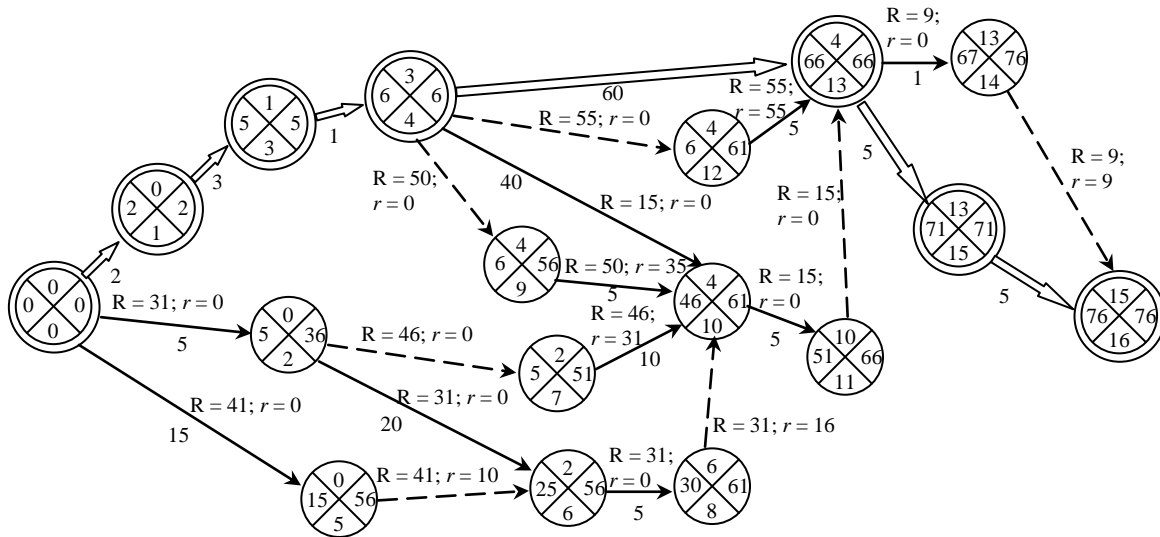 R = 9;
r = 0
4
66 66
13
1
13
67 76
14
3
6 6
4
60
R = 55;
r = 55
5
1
5 5
3
1
R = 55; r = 0
4
6 61
12
R = 9;
r = 9
0
2 2
1
3
R = 50;
r = 0
40
R = 15; r = 0
R = 15;
r = 0
5
13
71 71
15
0
0 0
0
2
4
6 56
9
R = 50; r = 35
5
4
46 61
10
R = 15;
r = 0
5
5
15
76 76
16
R = 31; r = 0
5
0
5 36
2
R = 46; r = 0
R = 46;
r = 31
10
10
51 66
11
2
5 51
7
R = 41; r = 0
15
R = 31; r = 0
20
R = 31; r = 16
0
15 56
5
R = 41; r = 10
2
25 56
6
R = 31;
r = 0
5
6
30 61
8